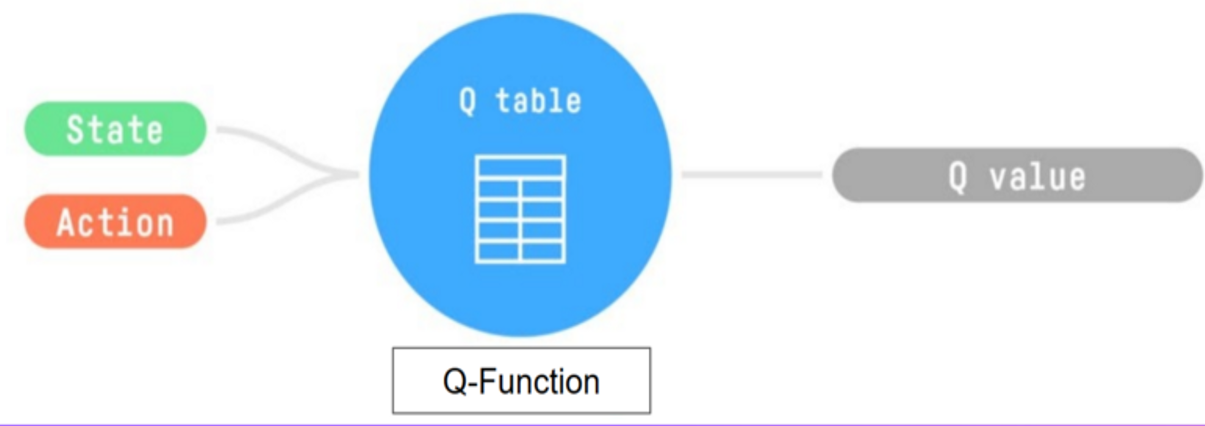 State
Action
Q table
Q value
Q-Function